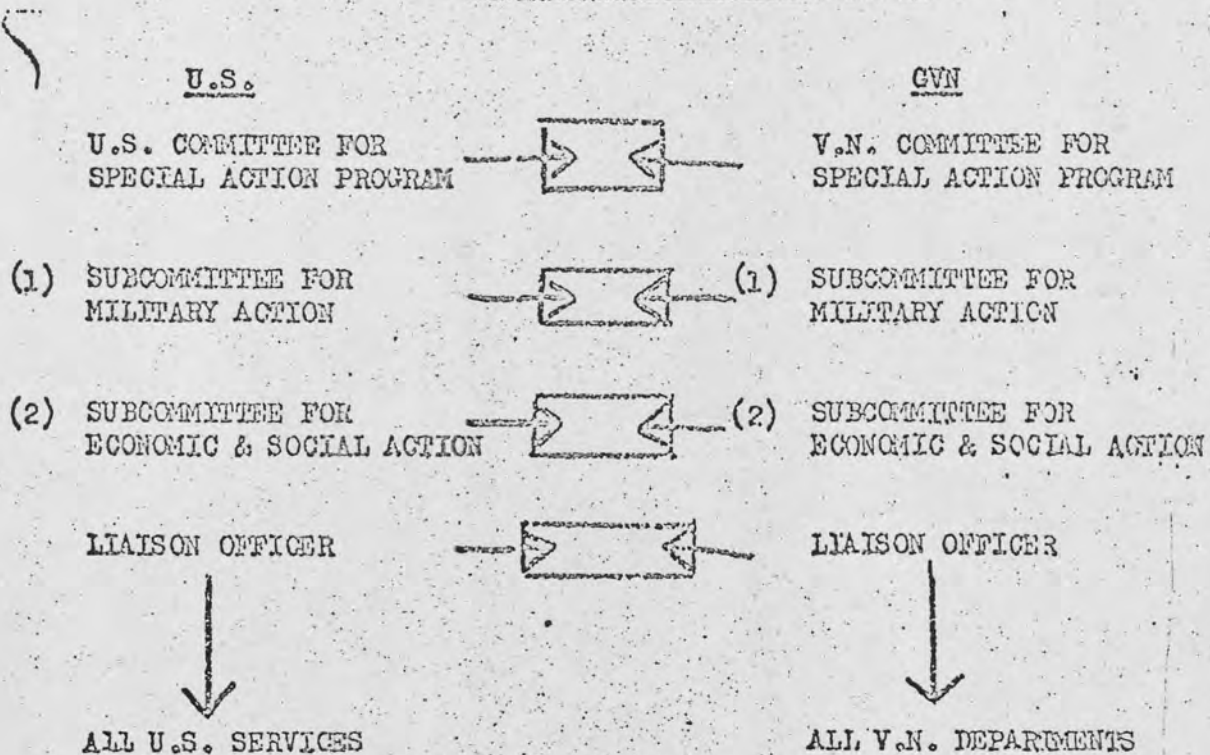 U.S. GVN
U.S. COMMITTEE FOR V.N. COMMITTEE FOR
SPECIAL ACTION PROGRAM SPECIAL ACTION PROGRAM
(1) SUBCOMMITTEE FOR (1) SUBCOMMITTEE FOR
MILITARY ACTION MILITARY ACTION
(2) SUBCOMMITTEE FOR (2) SUBCOMMITTEE FOR
ECONOMIC & SOCIAL ACTION ECONOMIC & SOCIAL ACTION
LIAISON OFFICER LIAISON OFFICER
ALL U.S. SERVICES ALL V.N. DEPARTMENTS